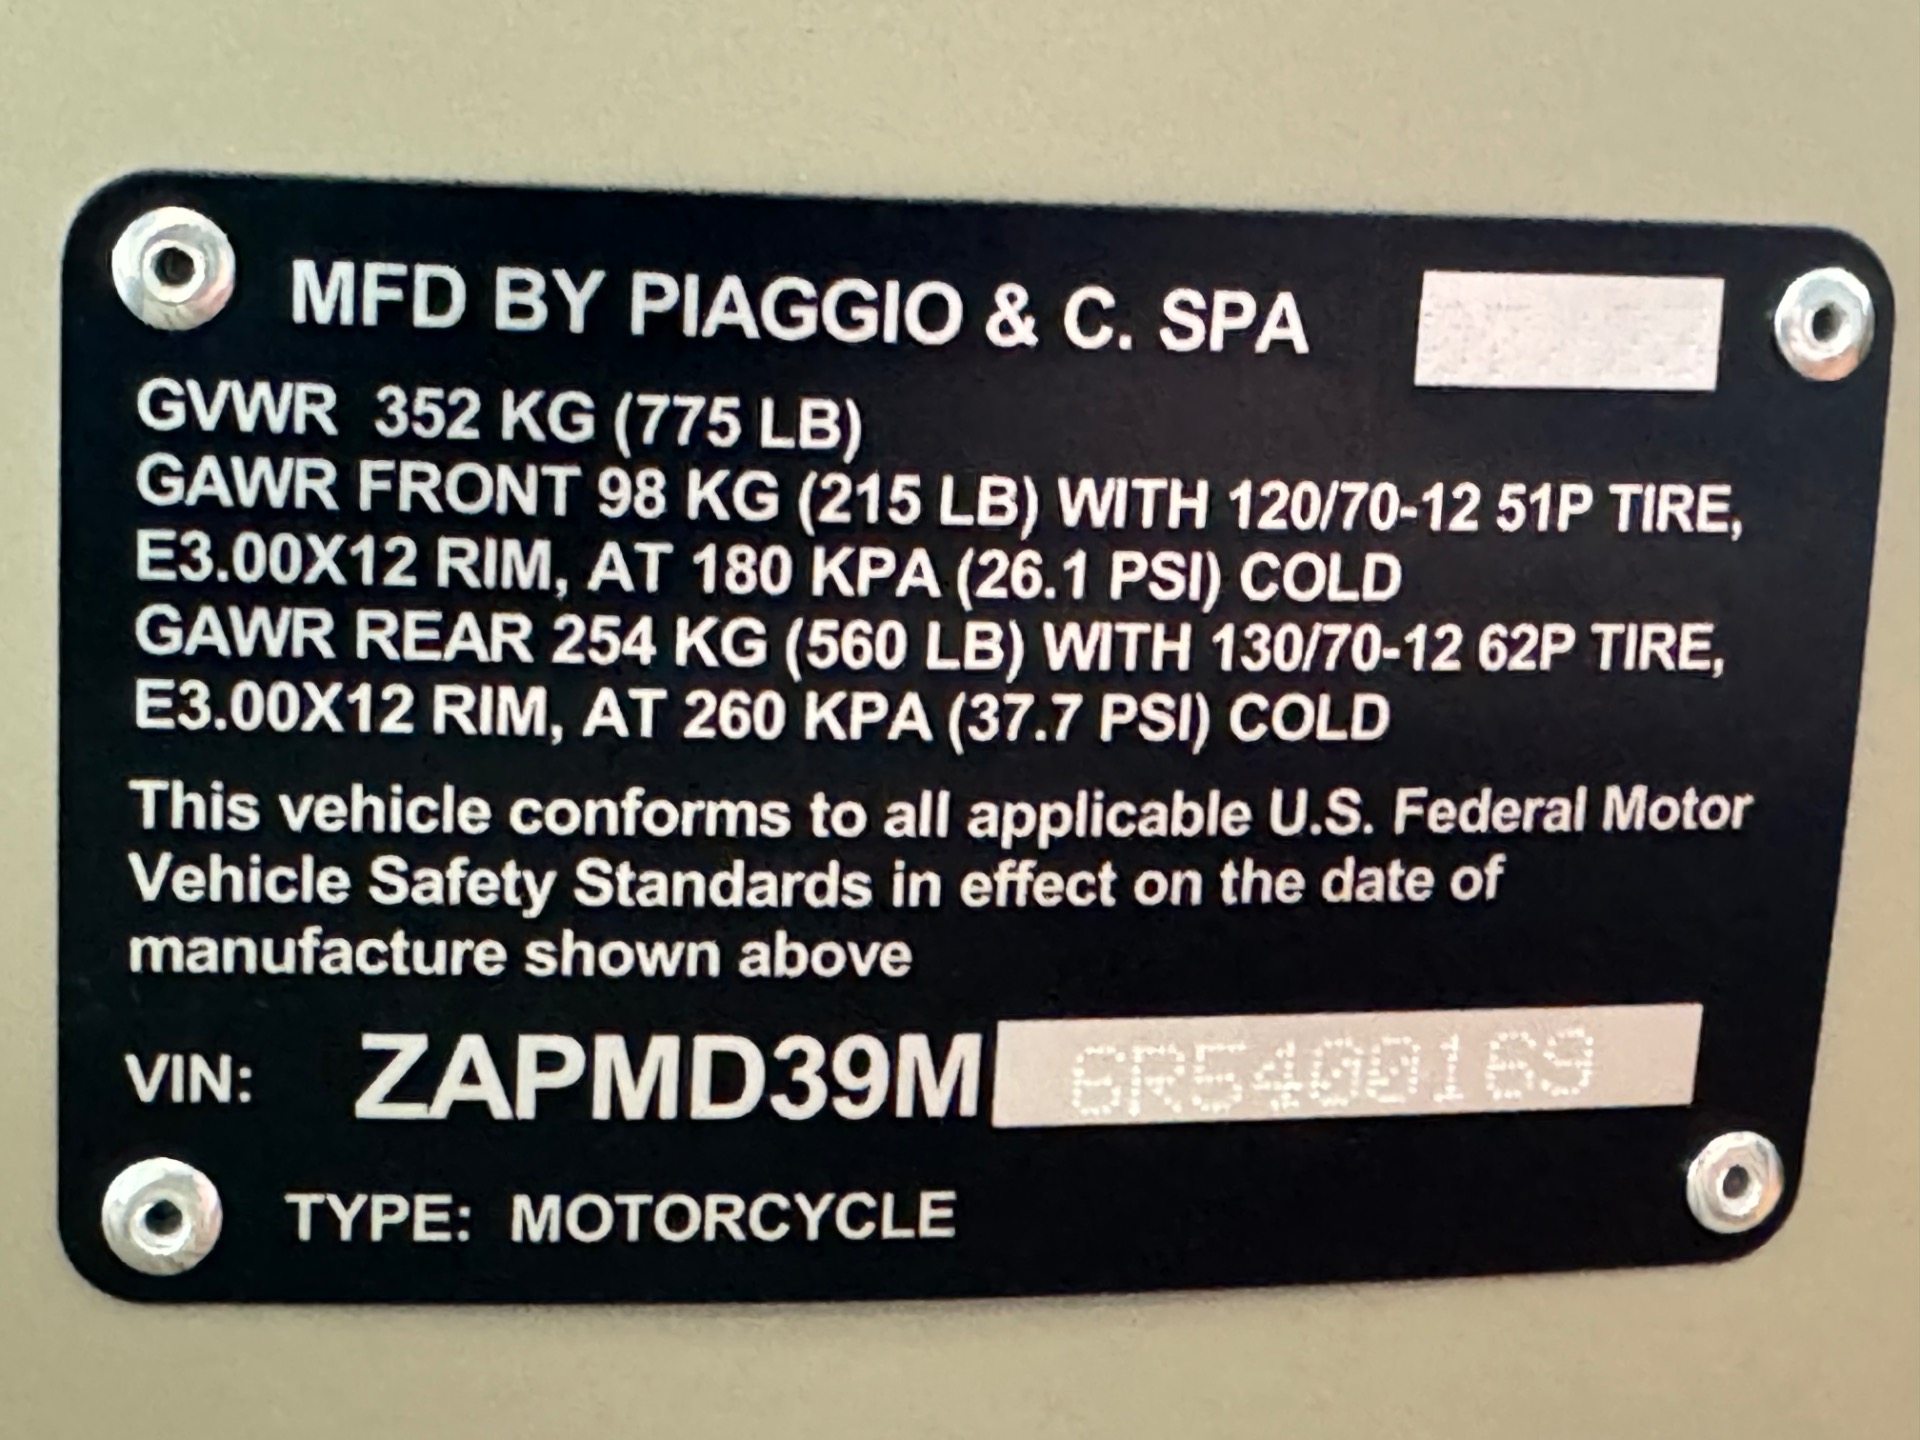 MFD BY PIAGGIO & C. SPA
GVWR 352 KG (775 LB)
GAWR FRONT 98 KG (215 LB) WITH 120/70-12 51P TIRE,
E3.00X12 RIM, AT 180 KPA (26.1 PSI) COLD
GAWR REAR 254 KG (560 LB) WITH 130/70-12 62P TIRE,
E3.00X12 RIM, AT 260 KPA (37.7 PSI) COLD
This vehicle conforms to all applicable U.S. Federal Motor
Vehicle Safety Standards in effect on the date of
manufacture shown above
VIN: ZAPMD39M 6R5400169
TYPE: MOTORCYCLE